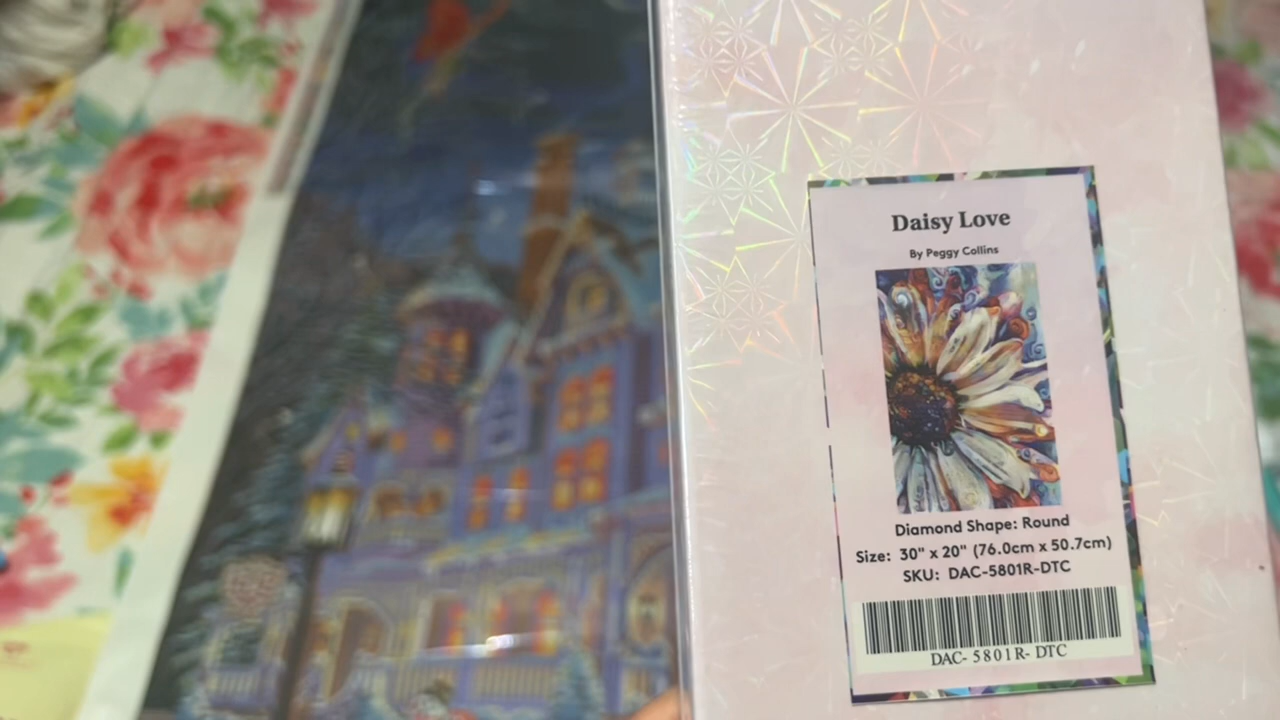 Daisy Love
By Peggy Collins
Diamond Shape: Round
Size: 30" x 20" (76.0cm x 50.7cm)
SKU: DAC-5801R-DTC
DAC- 5801R- DTC